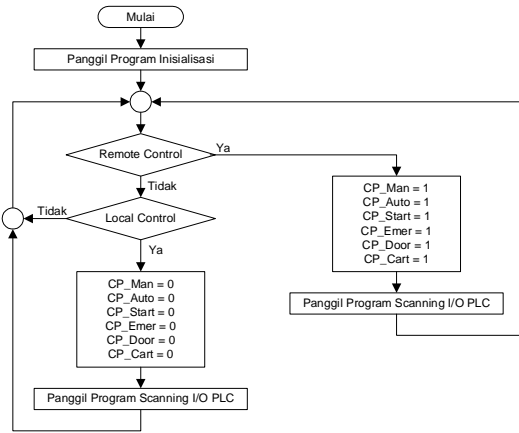 Mulai
Panggil Program Inisialisasi
Remote Control
Ya
Tidak
Local Control
Tidak
Ya
CP_Man = 0
CP_Auto = 0
CP_Start = 0
CP_Emer = 0
CP_Door = 0
CP_Cart = 0
Panggil Program Scanning I/O PLC
CP_Man = 1
CP_Auto = 1
CP_Start = 1
CP_Emer = 1
CP_Door = 1
CP_Cart = 1
Panggil Program Scanning I/O PLC